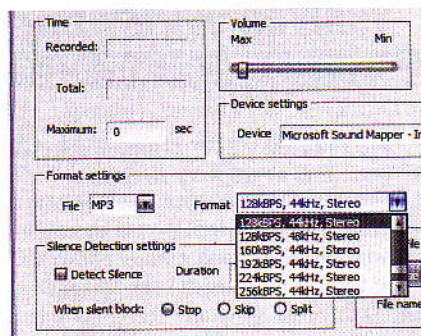 Time
Recorded:
Total:
Maximum: 0 sec
Volume
Max Min
Device settings
Device Microsoft Sound Mapper - In
Format settings
File MP3 Format 128kBPS, 44kHz, Stereo
128kBPS, 44kHz, Stereo
128kBPS, 48kHz, Stereo
160kBPS, 44kHz, Stereo
192kBPS, 44kHz, Stereo
224kBPS, 44kHz, Stereo
256kBPS, 44kHz, Stereo
Silence Detection settings
Detect Silence Duration
When silent block: Stop Skip Split
File name